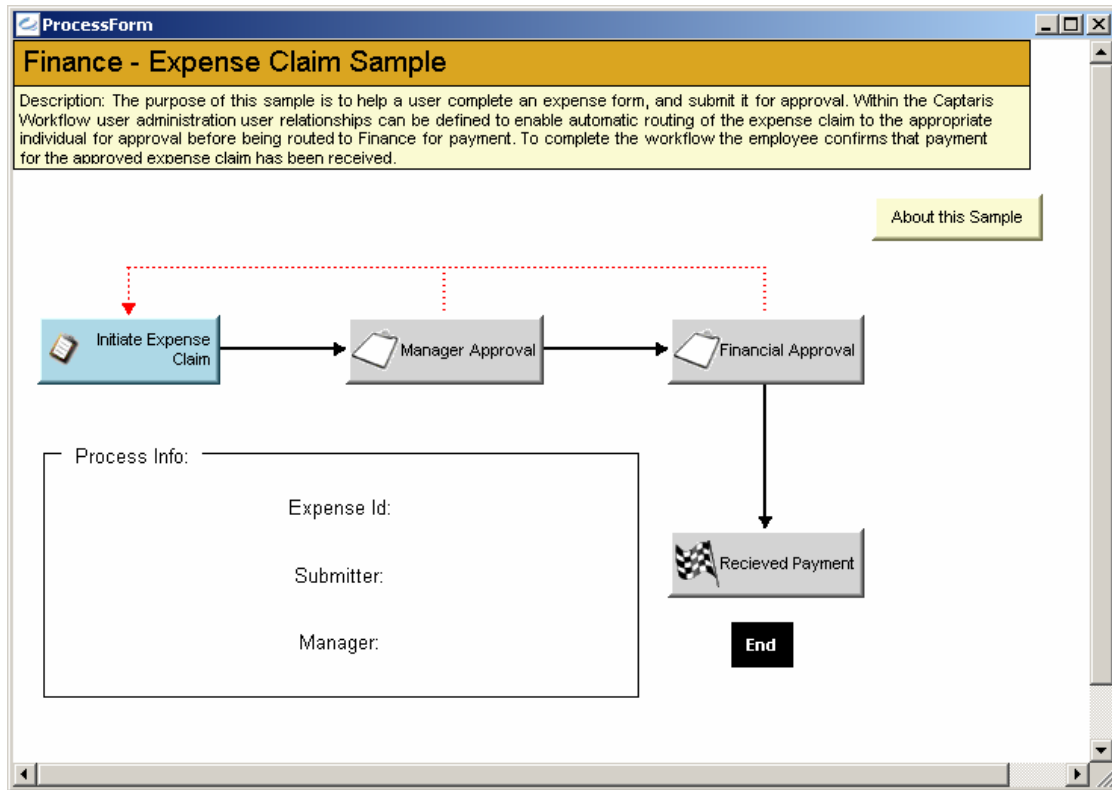 ProcessForm
Finance - Expense Claim Sample
Description: The purpose of this sample is to help a user complete an expense form, and submit it for approval. Within the Captaris
Workflow user administration user relationships can be defined to enable automatic routing of the expense claim to the appropriate
individual for approval before being routed to Finance for payment. To complete the workflow the employee confirms that payment
for the approved expense claim has been received.
About this Sample
Initiate Expense
Claim
Manager Approval
Financial Approval
Process Info:
Expense Id:
Submitter:
Manager:
Recieved Payment
End